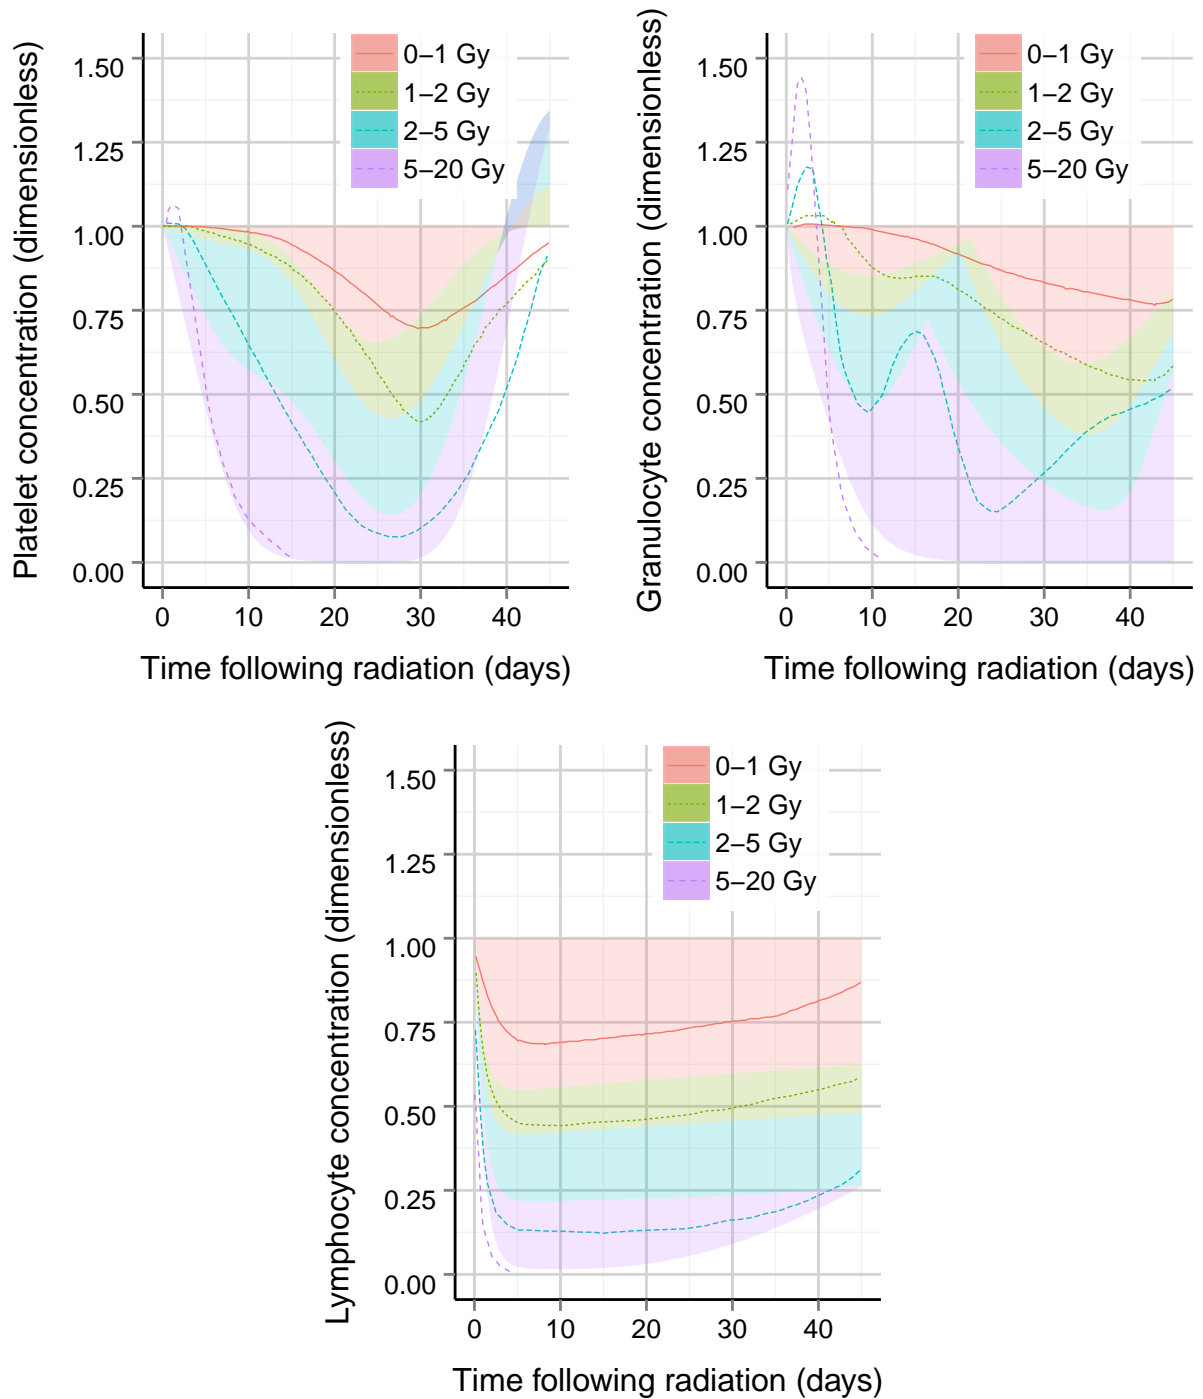 Platelet concentration (dimensionless)
1.50
1.25
1.00
0.75
0.50
0.25
0.00
0–1 Gy
1–2 Gy
2–5 Gy
5–20 Gy
0 10 20 30 40
Time following radiation (days)
Granulocyte concentration (dimensionless)
1.50
1.25
1.00
0.75
0.50
0.25
0.00
0–1 Gy
1–2 Gy
2–5 Gy
5–20 Gy
0 10 20 30 40
Time following radiation (days)
Lymphocyte concentration (dimensionless)
1.50
1.25
1.00
0.75
0.50
0.25
0.00
0–1 Gy
1–2 Gy
2–5 Gy
5–20 Gy
0 10 20 30 40
Time following radiation (days)